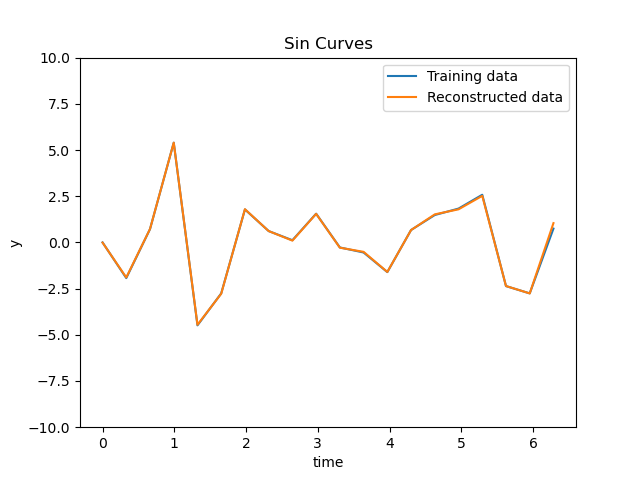 Sin Curves
Training data
Reconstructed data
10.0
7.5
5.0
2.5
0.0
−2.5
−5.0
−7.5
−10.0
y
0 1 2 3 4 5 6
time